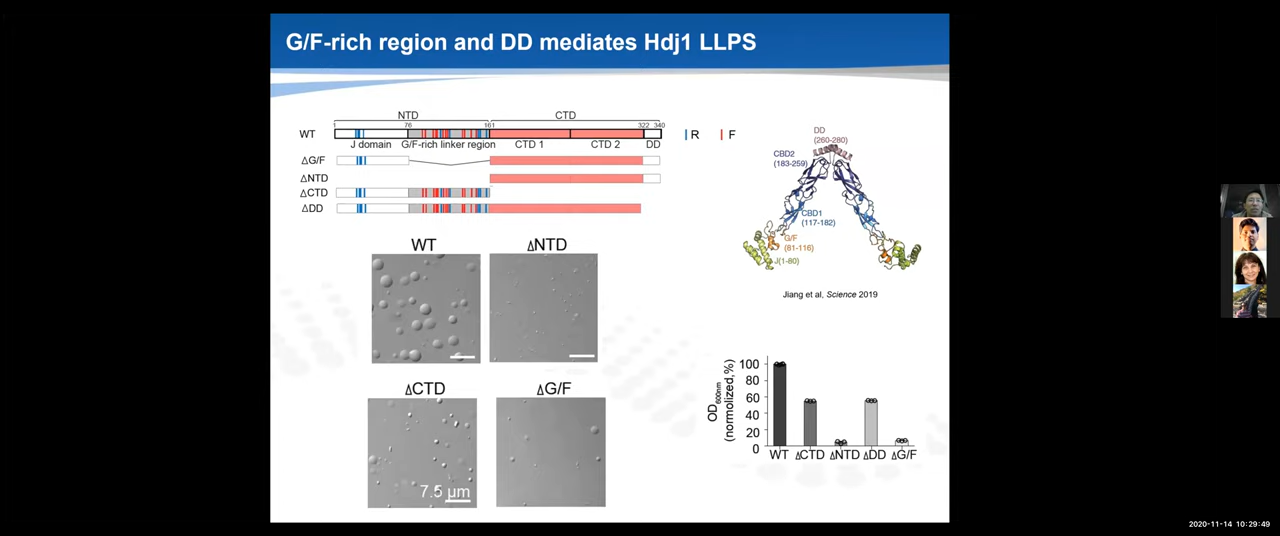 G/F-rich region and DD mediates Hdj1 LLPS
NTD CTD
1 76 161 322 340
WT
J domain G/F-rich linker region CTD 1 CTD 2 DD
R F
ΔG/F
ΔNTD
ΔCTD
ΔDD
DD
(260-280)
CBD2
(183-259)
CBD1
(117-182)
G/F
(81-116)
J(1-80)
Jiang et al, Science 2019
WT ΔNTD
ΔCTD ΔG/F
7.5 μm
OD600nm
(normolized,%)
100
80
60
40
20
0
WT ΔCTD ΔNTD ΔDD ΔG/F
2020-11-14 10:29:49